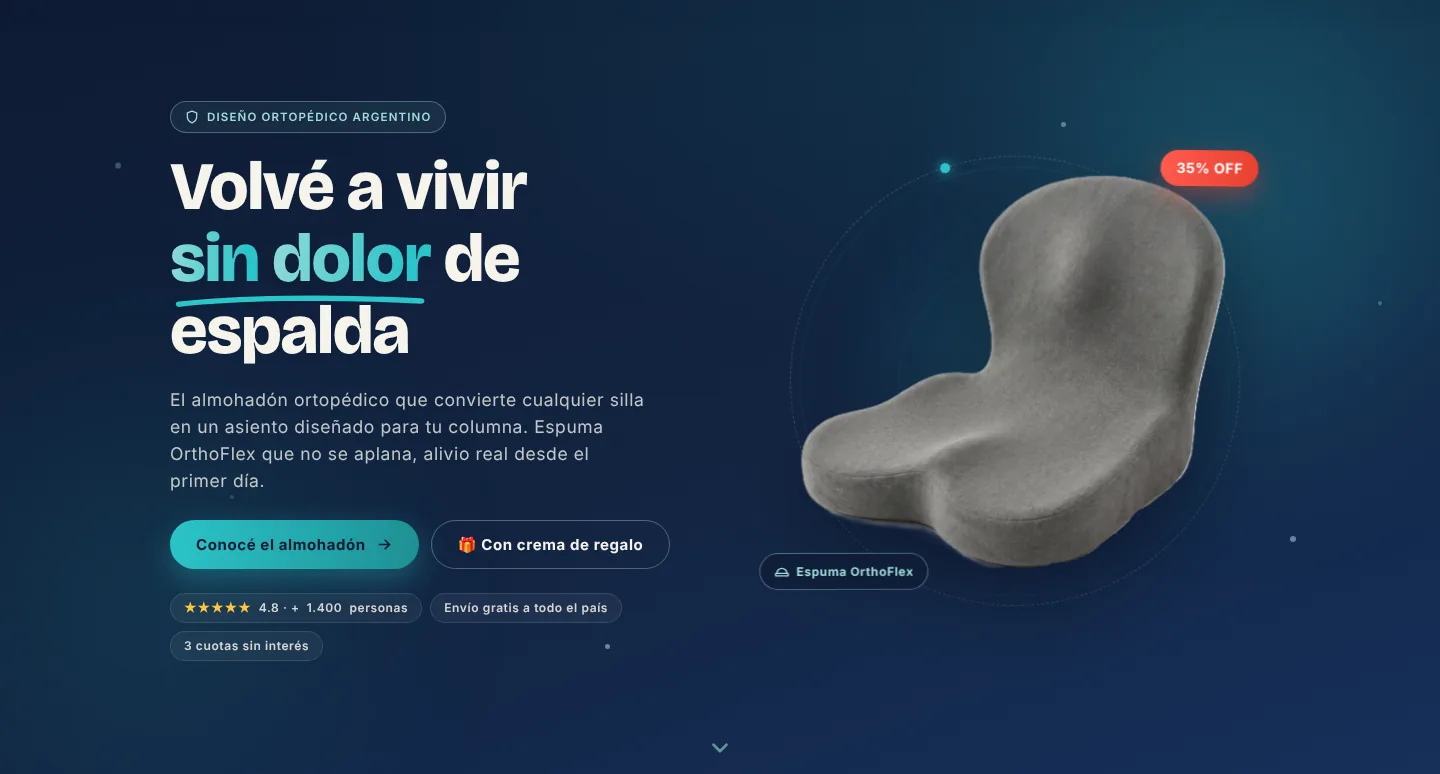 DISEÑO ORTOPÉDICO ARGENTINO
Volvé a vivir
sin dolor de
espalda
El almohadón ortopédico que convierte cualquier silla
en un asiento diseñado para tu columna. Espuma
OrthoFlex que no se aplana, alivio real desde el
primer día.
Conocé el almohadón →
🎁 Con crema de regalo
★★★★★ 4.8 · + 1.400 personas
Envío gratis a todo el país
3 cuotas sin interés
35% OFF
Espuma OrthoFlex